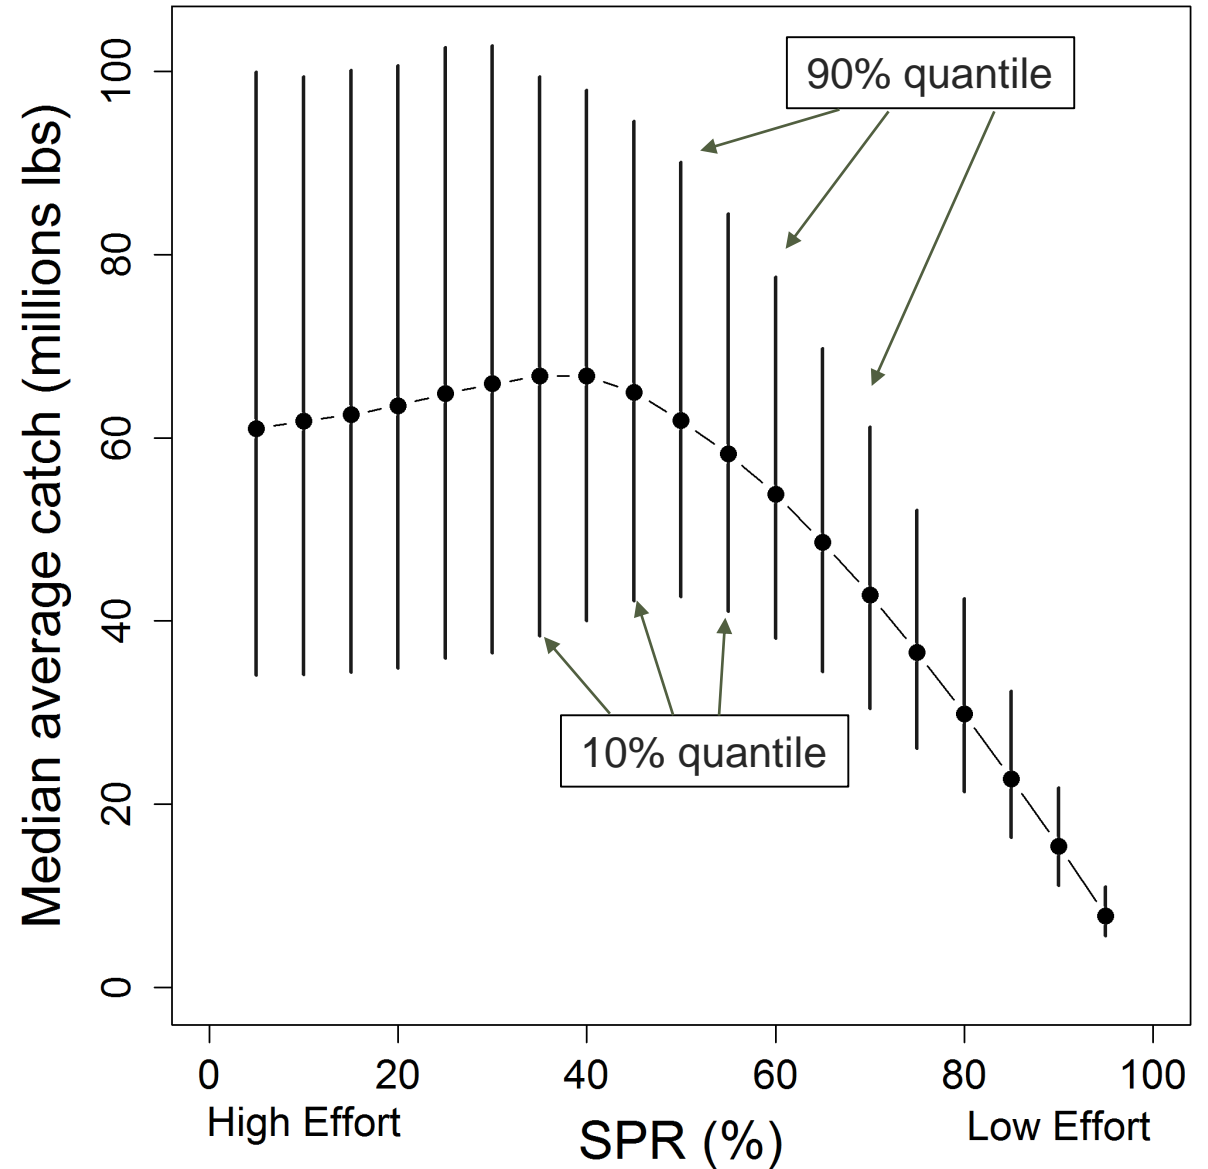 Median average catch (millions lbs)
100
80
60
40
20
0
90% quantile
10% quantile
0 20 40 60 80 100
High Effort
SPR (%)
Low Effort